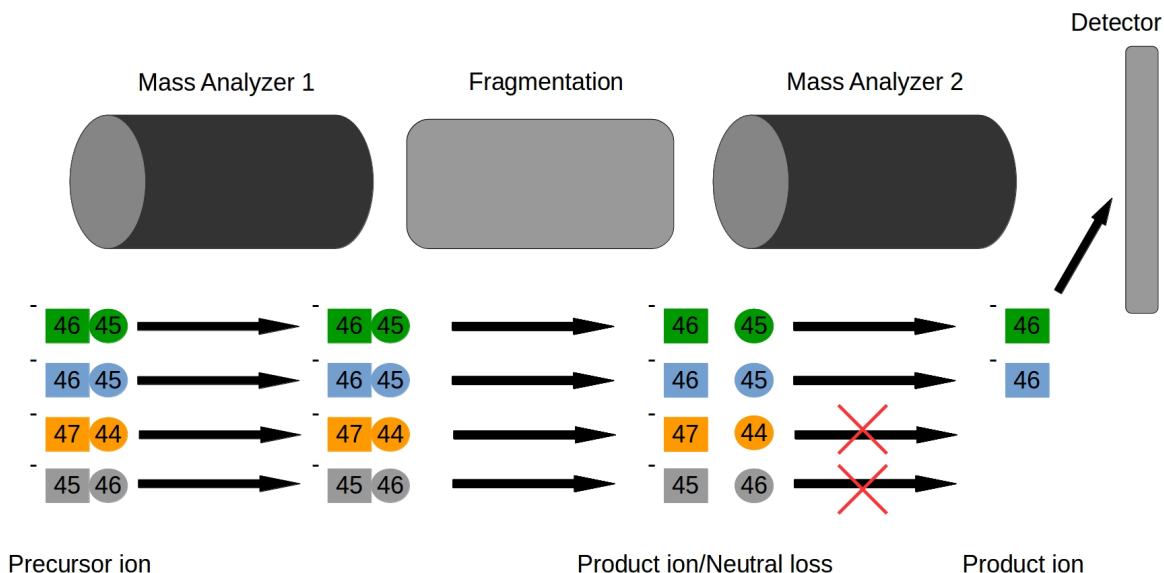 Detector
Mass Analyzer 1 Fragmentation Mass Analyzer 2
- 46 45 - 46 45 - 46 45 - 46
- 46 45 - 46 45 - 46 45 - 46
- 47 44 - 47 44 - 47 44
- 45 46 - 45 46 - 45 46
Precursor ion Product ion/Neutral loss Product ion